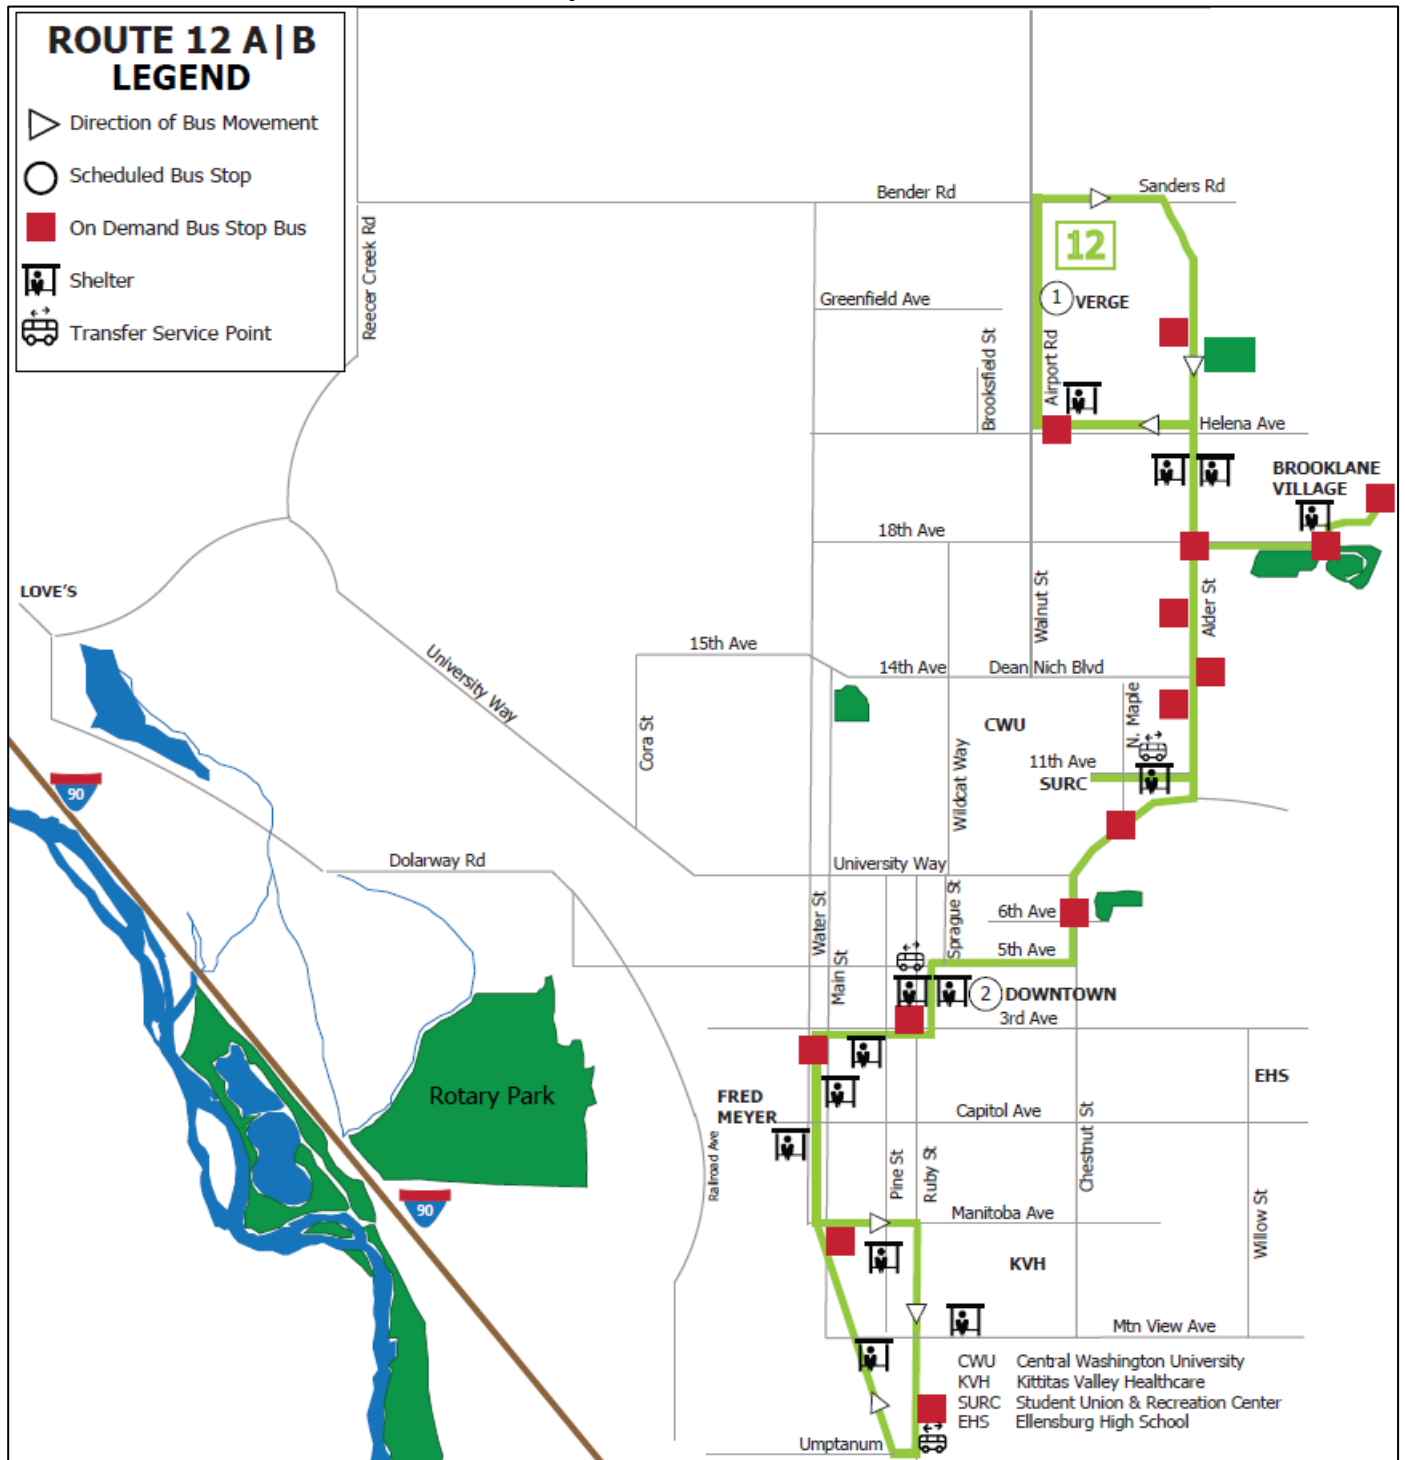 ROUTE 12 A|B
LEGEND
Direction of Bus Movement
Scheduled Bus Stop
On Demand Bus Stop Bus
Shelter
Transfer Service Point
Reecer Creek Rd
Bender Rd
Sanders Rd
12
1
VERGE
Greenfield Ave
Brooksfield St
Airport Rd
Helena Ave
BROOKLANE
VILLAGE
18th Ave
LOVE'S
Walnut St
Alder St
15th Ave
14th Ave
Dean Nich Blvd
University Way
Cora St
CWU
N. Maple
Wildcat Way
11th Ave
SURC
90
Dolarway Rd
University Way
Water St
Sprague St
6th Ave
5th Ave
Main St
2
DOWNTOWN
3rd Ave
Rotary Park
FRED
MEYER
EHS
Capitol Ave
Chestnut St
Railroad Ave
Pine St
Ruby St
90
Manitoba Ave
Willow St
KVH
Mtn View Ave
CWU Central Washington University
KVH Kittitas Valley Healthcare
SURC Student Union & Recreation Center
EHS Ellensburg High School
Umptanum